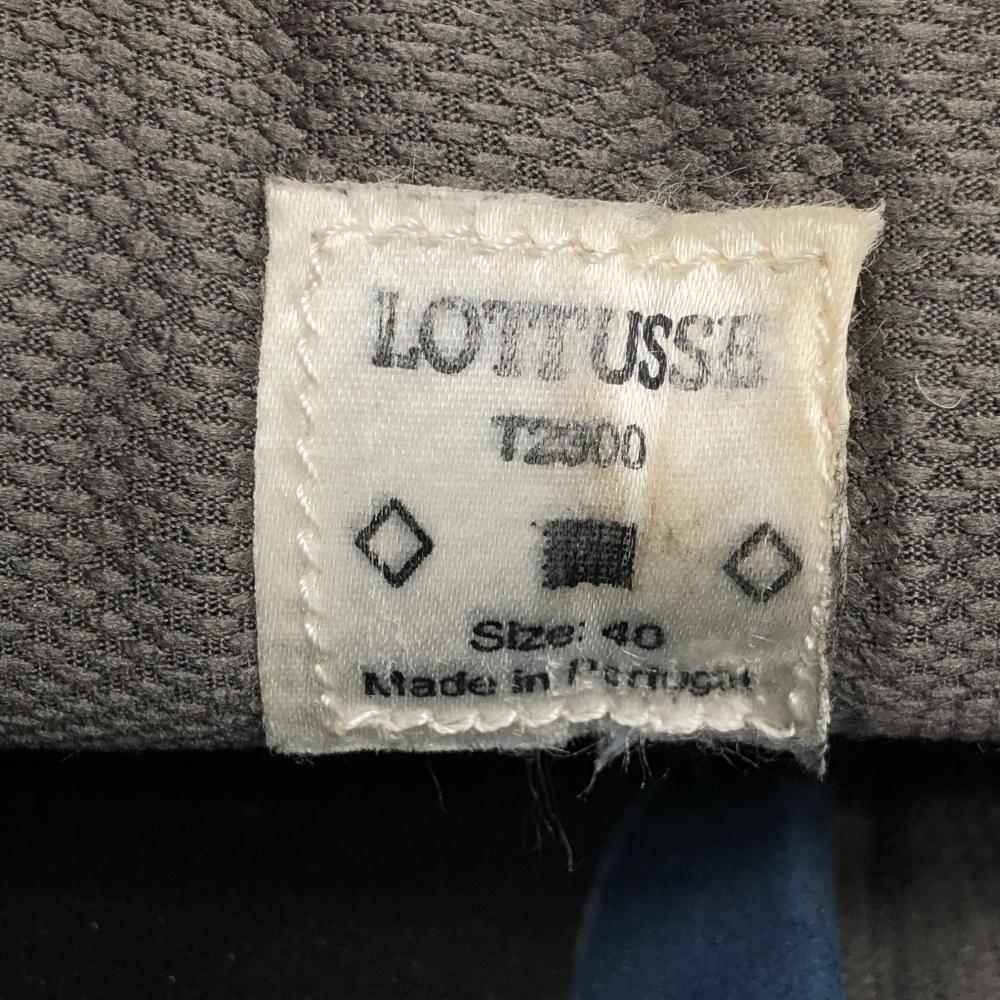 LOTTUSSE
T2300
Size: 40
Made in Portugal